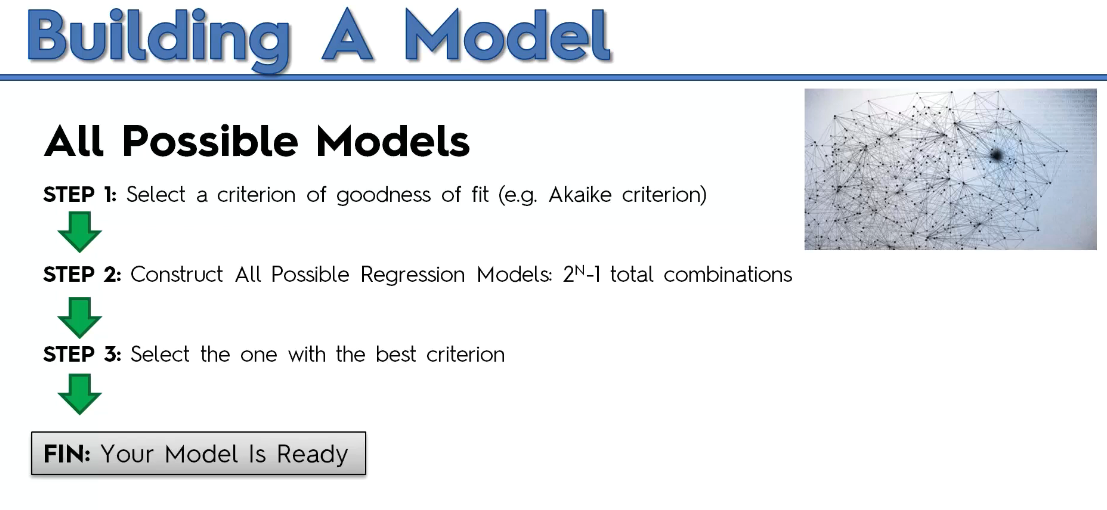 Building A Model
All Possible Models
STEP 1: Select a criterion of goodness of fit (e.g. Akaike criterion)
STEP 2: Construct All Possible Regression Models: 2ᴺ-1 total combinations
STEP 3: Select the one with the best criterion
FIN: Your Model Is Ready